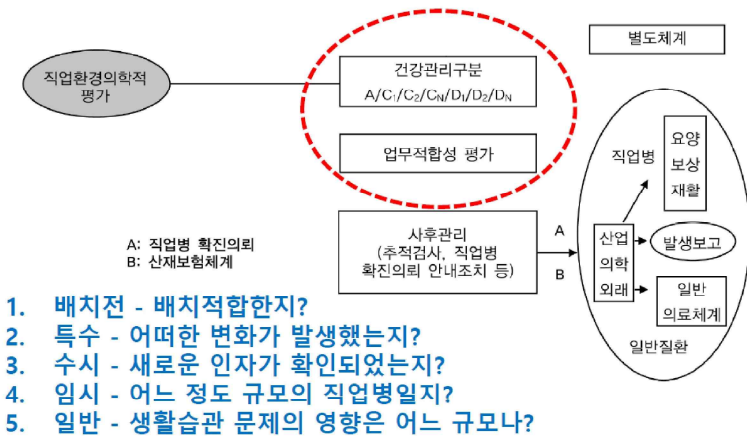 직업환경의학적
평가
건강관리구분
A/C₁/C₂/C_N/D₁/D₂/D_N
업무적합성 평가
사후관리
(추적검사, 직업병
확진의뢰 안내조치 등)
A: 직업병 확진의뢰
B: 산재보험체계
A
B
별도체계
직업병
요양
보상
재활
산업
의학
외래
발생보고
일반
의료체계
일반질환
1. 배치전 - 배치적합한지?
2. 특수 - 어떠한 변화가 발생했는지?
3. 수시 - 새로운 인자가 확인되었는지?
4. 임시 - 어느 정도 규모의 직업병일지?
5. 일반 - 생활습관 문제의 영향은 어느 규모나?